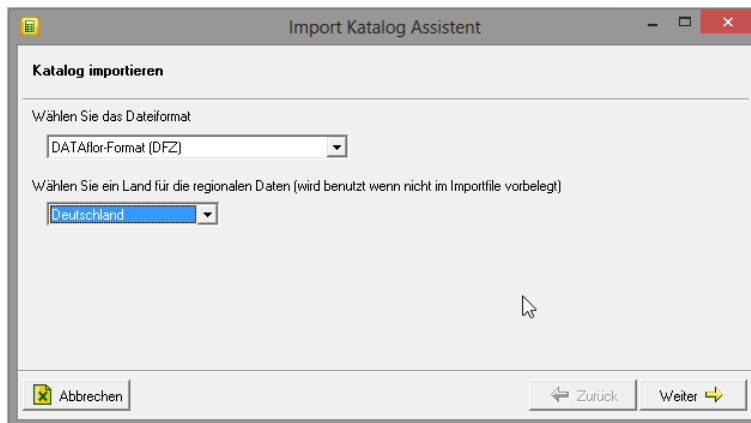 Import Katalog Assistent
Katalog importieren
Wählen Sie das Dateiformat
DATAflor-Format (DFZ)
Wählen Sie ein Land für die regionalen Daten (wird benutzt wenn nicht im Importfile vorbelegt)
Deutschland
Abbrechen
Zurück
Weiter